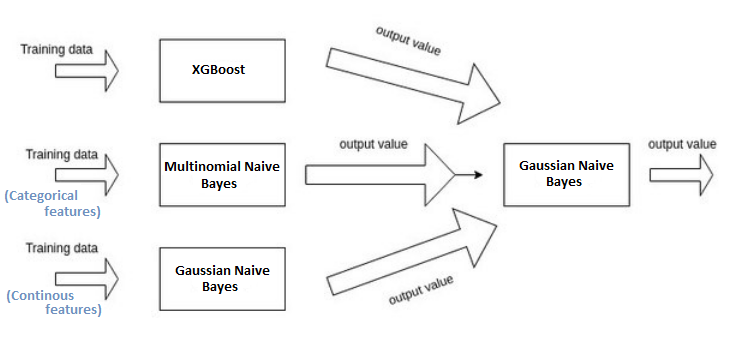 output value
Training data
XGBoost
Training data
(Categorical
features)
Multinomial Naive
Bayes
output value
Gaussian Naive
Bayes
output value
Training data
(Continous
features)
Gaussian Naive
Bayes
output value